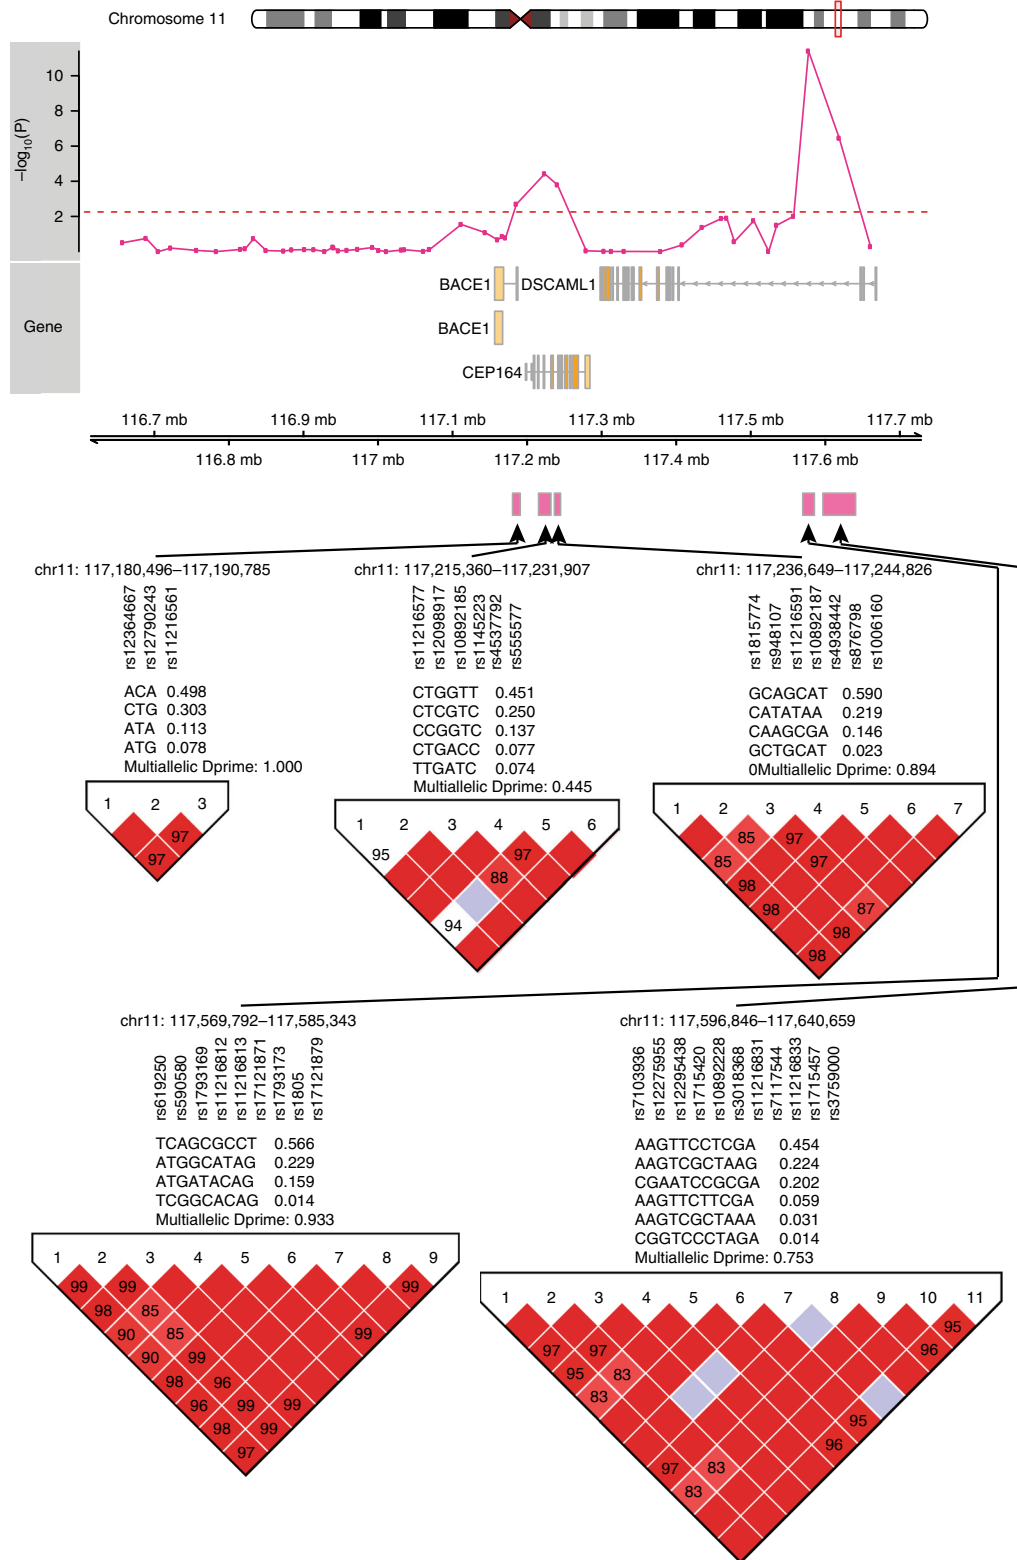 Chromosome 11
10
8
6
4
2
−log10(P)
Gene
BACE1
DSCAML1
BACE1
CEP164
116.7 mb 116.9 mb 117.1 mb 117.3 mb 117.5 mb 117.7 mb
116.8 mb 117 mb 117.2 mb 117.4 mb 117.6 mb
chr11: 117,180,496–117,190,785
rs12364667
rs12790243
rs11216561
ACA 0.498
CTG 0.303
ATA 0.113
ATG 0.078
Multiallelic Dprime: 1.000
1 2 3
97
97
chr11: 117,215,360–117,231,907
rs11216577
rs12098917
rs10892185
rs1145223
rs4537792
rs555577
CTGGTT 0.451
CTCGTC 0.250
CCGGTC 0.137
CTGACC 0.077
TTGATC 0.074
Multiallelic Dprime: 0.445
1 2 3 4 5 6
95 97
88
94
chr11: 117,236,649–117,244,826
rs1815774
rs948107
rs11216591
rs10892187
rs4938442
rs876798
rs1006160
GCAGCAT 0.590
CATATAA 0.219
CAAGCGA 0.146
GCTGCAT 0.023
0Multiallelic Dprime: 0.894
1 2 3 4 5 6 7
85 97
85 97
98
98 87
98
98
chr11: 117,569,792–117,585,343
rs619250
rs590580
rs1793169
rs11216812
rs11216813
rs17121871
rs1793173
rs1805
rs17121879
TCAGCGCCT 0.566
ATGGCATAG 0.229
ATGATACAG 0.159
TCGGCACAG 0.014
Multiallelic Dprime: 0.933
1 2 3 4 5 6 7 8 9
99 99 99
98 85
90 85 99
90 99
98 96
96 99 99
98 99
97
chr11: 117,596,846–117,640,659
rs7103936
rs12275955
rs12295438
rs1715420
rs10892228
rs3018368
rs11216831
rs7117544
rs11216833
rs1715457
rs3759000
AAGTTCCTCGA 0.454
AAGTCGCTAAG 0.224
CGAATCCGCGA 0.202
AAGTTCTTCGA 0.059
AAGTCGCTAAA 0.031
CGGTCCCTAGA 0.014
Multiallelic Dprime: 0.753
1 2 3 4 5 6 7 8 9 10 11
95
97 97 96
95 83
83
95
96
97 83
83